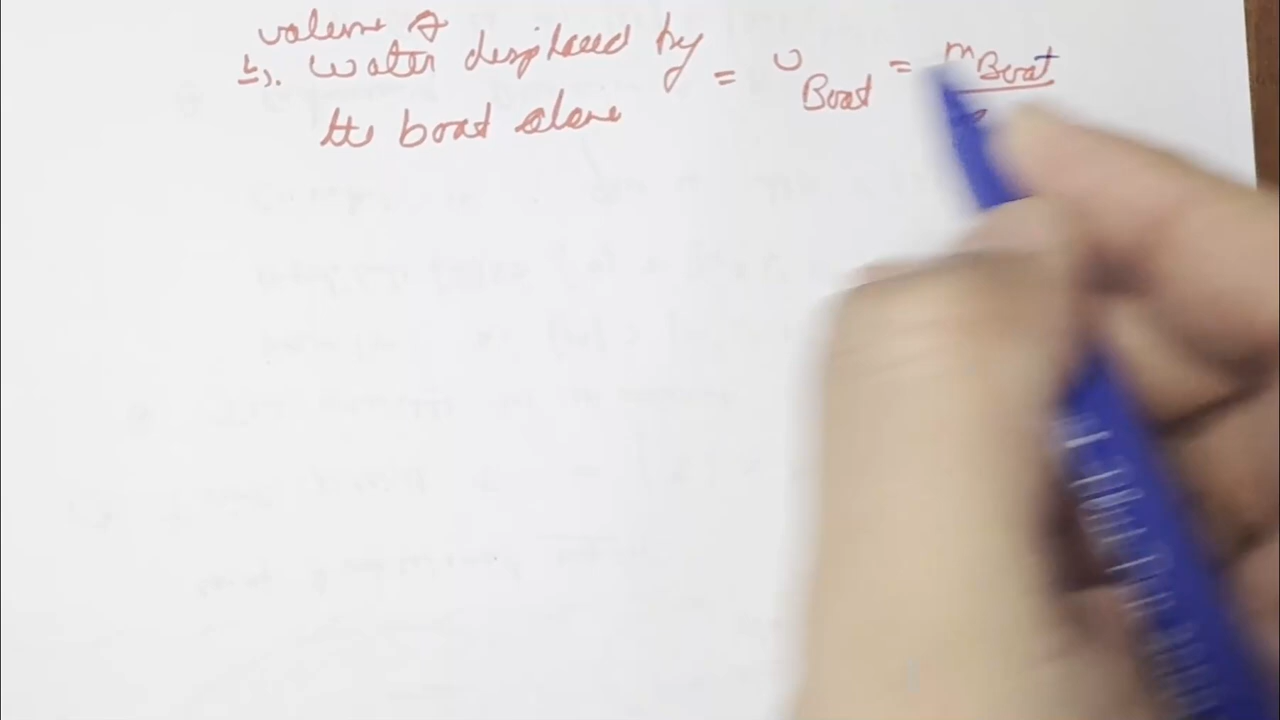 volume of
b). water displaced by = υ Boat = m Boat
the boat alone